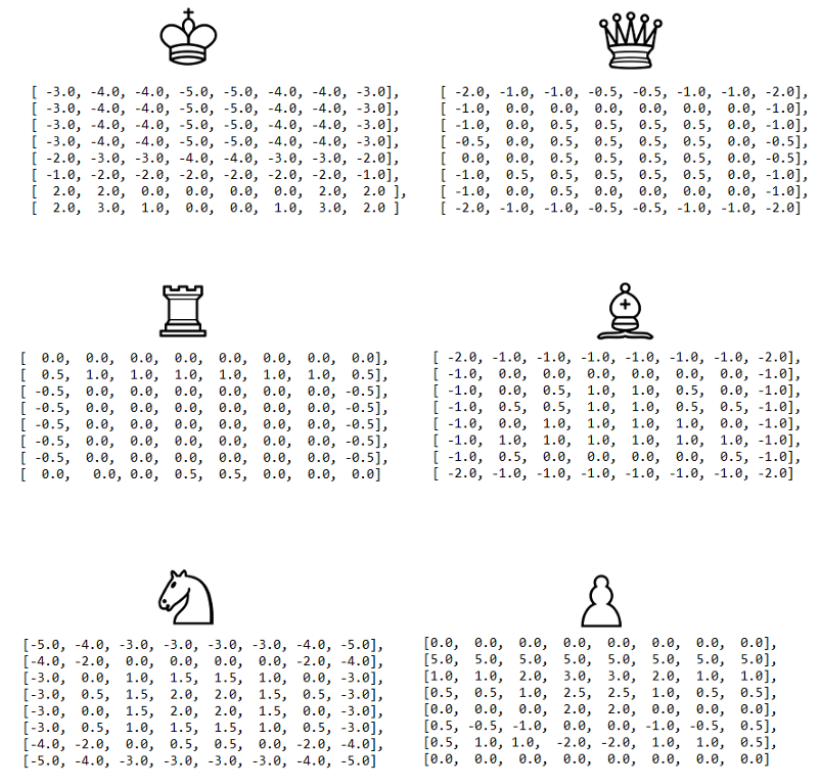 [ -3.0, -4.0, -4.0, -5.0, -5.0, -4.0, -4.0, -3.0],
[ -3.0, -4.0, -4.0, -5.0, -5.0, -4.0, -4.0, -3.0],
[ -3.0, -4.0, -4.0, -5.0, -5.0, -4.0, -4.0, -3.0],
[ -3.0, -4.0, -4.0, -5.0, -5.0, -4.0, -4.0, -3.0],
[ -2.0, -3.0, -3.0, -4.0, -4.0, -3.0, -3.0, -2.0],
[ -1.0, -2.0, -2.0, -2.0, -2.0, -2.0, -2.0, -1.0],
[ 2.0, 2.0, 0.0, 0.0, 0.0, 0.0, 2.0, 2.0 ],
[ 2.0, 3.0, 1.0, 0.0, 0.0, 1.0, 3.0, 2.0 ]
[ -2.0, -1.0, -1.0, -0.5, -0.5, -1.0, -1.0, -2.0],
[ -1.0, 0.0, 0.0, 0.0, 0.0, 0.0, 0.0, -1.0],
[ -1.0, 0.0, 0.5, 0.5, 0.5, 0.5, 0.0, -1.0],
[ -0.5, 0.0, 0.5, 0.5, 0.5, 0.5, 0.0, -0.5],
[ 0.0, 0.0, 0.5, 0.5, 0.5, 0.5, 0.0, -0.5],
[ -1.0, 0.5, 0.5, 0.5, 0.5, 0.5, 0.0, -1.0],
[ -1.0, 0.0, 0.5, 0.0, 0.0, 0.0, 0.0, -1.0],
[ -2.0, -1.0, -1.0, -0.5, -0.5, -1.0, -1.0, -2.0]
[ 0.0, 0.0, 0.0, 0.0, 0.0, 0.0, 0.0, 0.0],
[ 0.5, 1.0, 1.0, 1.0, 1.0, 1.0, 1.0, 0.5],
[ -0.5, 0.0, 0.0, 0.0, 0.0, 0.0, 0.0, -0.5],
[ -0.5, 0.0, 0.0, 0.0, 0.0, 0.0, 0.0, -0.5],
[ -0.5, 0.0, 0.0, 0.0, 0.0, 0.0, 0.0, -0.5],
[ -0.5, 0.0, 0.0, 0.0, 0.0, 0.0, 0.0, -0.5],
[ -0.5, 0.0, 0.0, 0.0, 0.0, 0.0, 0.0, -0.5],
[ 0.0, 0.0, 0.0, 0.5, 0.5, 0.0, 0.0, 0.0]
[ -2.0, -1.0, -1.0, -1.0, -1.0, -1.0, -1.0, -2.0],
[ -1.0, 0.0, 0.0, 0.0, 0.0, 0.0, 0.0, -1.0],
[ -1.0, 0.0, 0.5, 1.0, 1.0, 0.5, 0.0, -1.0],
[ -1.0, 0.5, 0.5, 1.0, 1.0, 0.5, 0.5, -1.0],
[ -1.0, 0.0, 1.0, 1.0, 1.0, 1.0, 0.0, -1.0],
[ -1.0, 1.0, 1.0, 1.0, 1.0, 1.0, 1.0, -1.0],
[ -1.0, 0.5, 0.0, 0.0, 0.0, 0.0, 0.5, -1.0],
[ -2.0, -1.0, -1.0, -1.0, -1.0, -1.0, -1.0, -2.0]
[-5.0, -4.0, -3.0, -3.0, -3.0, -3.0, -4.0, -5.0],
[-4.0, -2.0, 0.0, 0.0, 0.0, 0.0, -2.0, -4.0],
[-3.0, 0.0, 1.0, 1.5, 1.5, 1.0, 0.0, -3.0],
[-3.0, 0.5, 1.5, 2.0, 2.0, 1.5, 0.5, -3.0],
[-3.0, 0.0, 1.5, 2.0, 2.0, 1.5, 0.0, -3.0],
[-3.0, 0.5, 1.0, 1.5, 1.5, 1.0, 0.5, -3.0],
[-4.0, -2.0, 0.0, 0.5, 0.5, 0.0, -2.0, -4.0],
[-5.0, -4.0, -3.0, -3.0, -3.0, -3.0, -4.0, -5.0]
[0.0, 0.0, 0.0, 0.0, 0.0, 0.0, 0.0, 0.0],
[5.0, 5.0, 5.0, 5.0, 5.0, 5.0, 5.0, 5.0],
[1.0, 1.0, 2.0, 3.0, 3.0, 2.0, 1.0, 1.0],
[0.5, 0.5, 1.0, 2.5, 2.5, 1.0, 0.5, 0.5],
[0.0, 0.0, 0.0, 2.0, 2.0, 0.0, 0.0, 0.0],
[0.5, -0.5, -1.0, 0.0, 0.0, -1.0, -0.5, 0.5],
[0.5, 1.0, 1.0, -2.0, -2.0, 1.0, 1.0, 0.5],
[0.0, 0.0, 0.0, 0.0, 0.0, 0.0, 0.0, 0.0]